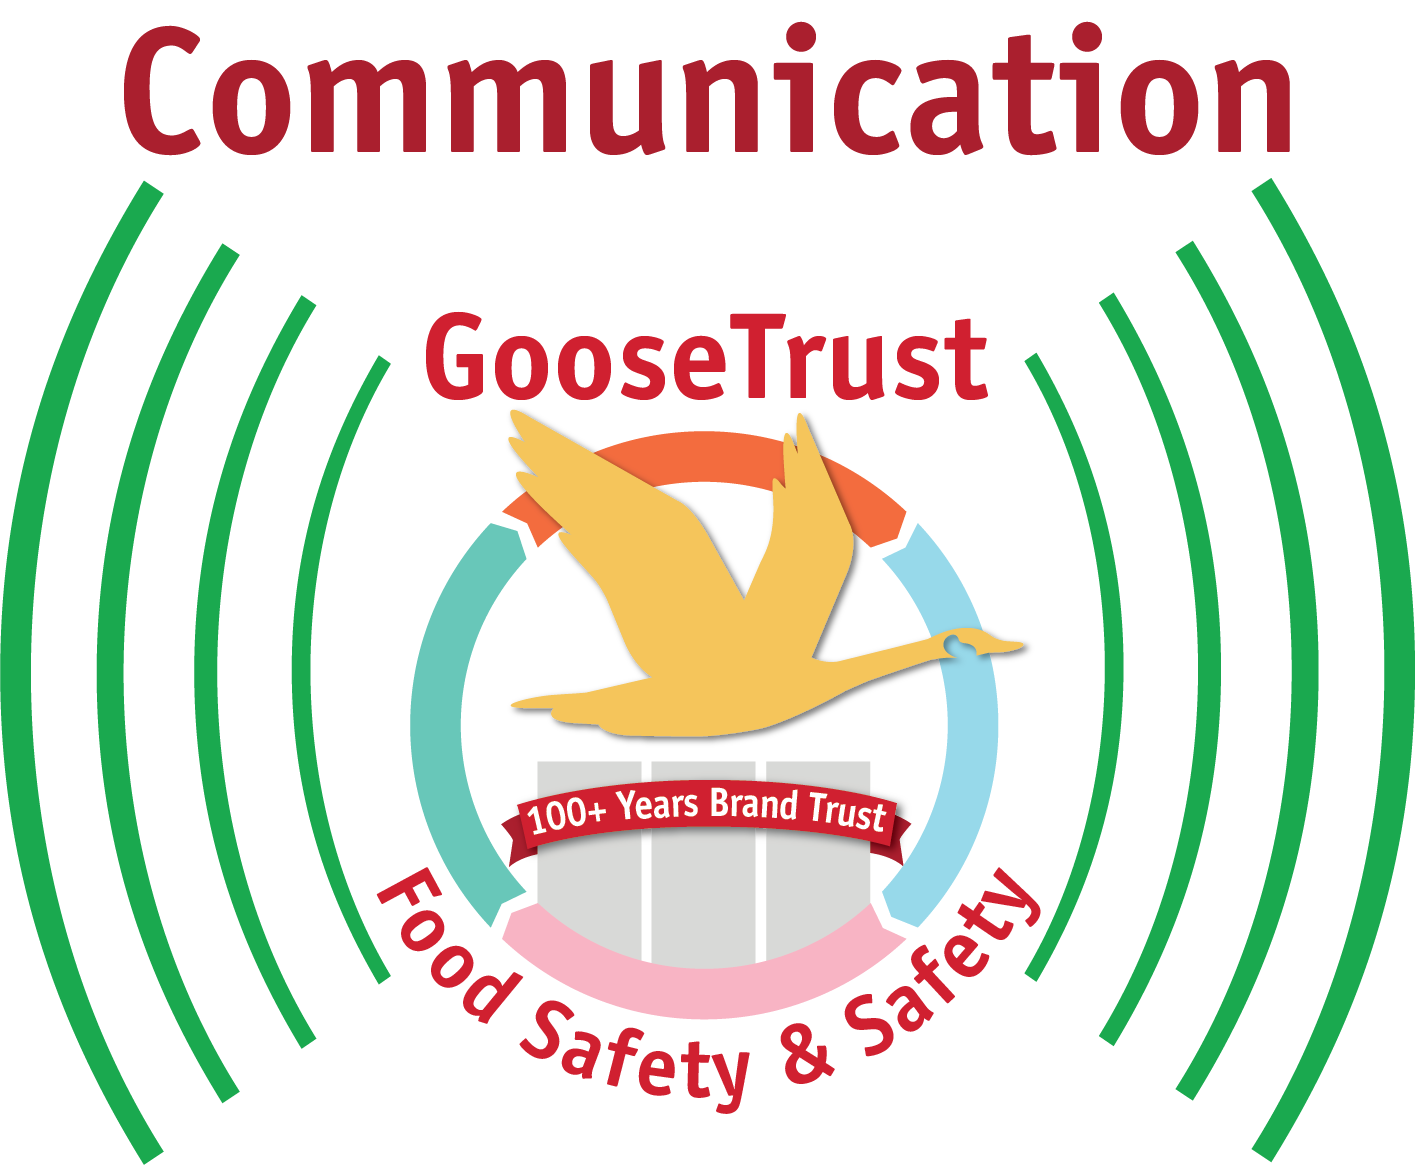 Communication
GooseTrust
100+ Years Brand Trust
Food Safety & Safety